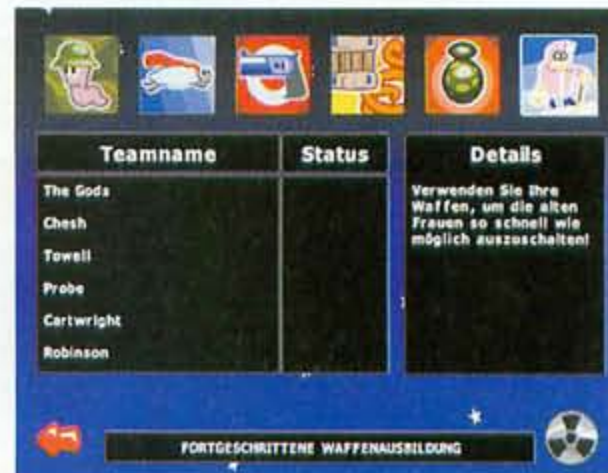 Teamname Status Details
The Gods
Chesh
Towell
Probe
Cartwright
Robinson
Verwenden Sie Ihre
Waffen, um die alten
Frauen so schnell wie
möglich auszuschalten!
FORTGESCHRITTENE WAFFENAUSBILDUNG